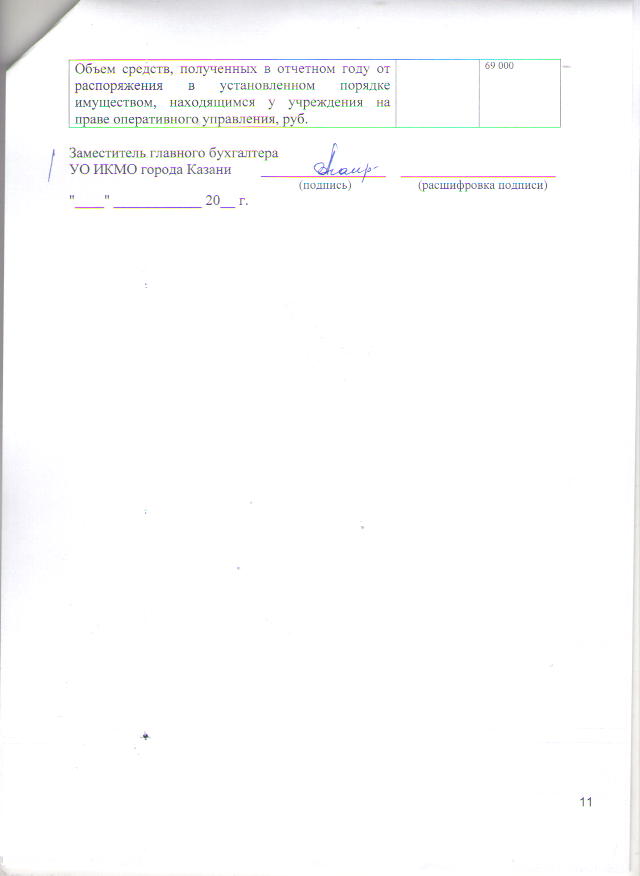 Объем средств, полученных в отчетном году от
распоряжения в установленном порядке
имуществом, находящимся у учреждения на
праве оперативного управления, руб.
69 000
Заместитель главного бухгалтера
УО ИКМО города Казани
(подпись) (расшифровка подписи)
"____" ____________ 20__ г.
11